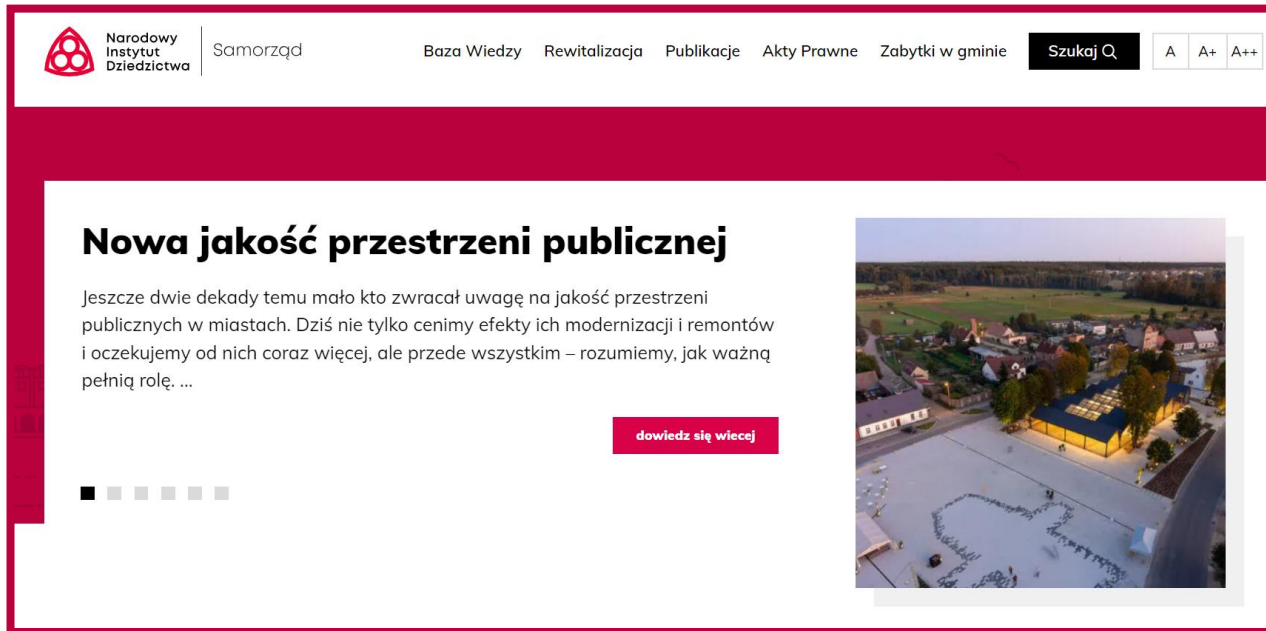 Narodowy
Instytut
Dziedzictwa
Samorząd
Baza Wiedzy Rewitalizacja Publikacje Akty Prawne Zabytki w gminie Szukaj A A+ A++
Nowa jakość przestrzeni publicznej
Jeszcze dwie dekady temu mało kto zwracał uwagę na jakość przestrzeni
publicznych w miastach. Dziś nie tylko cenimy efekty ich modernizacji i remontów
i oczekujemy od nich coraz więcej, ale przede wszystkim – rozumiemy, jak ważną
pełnią rolę. ...
dowiedz się wiecej